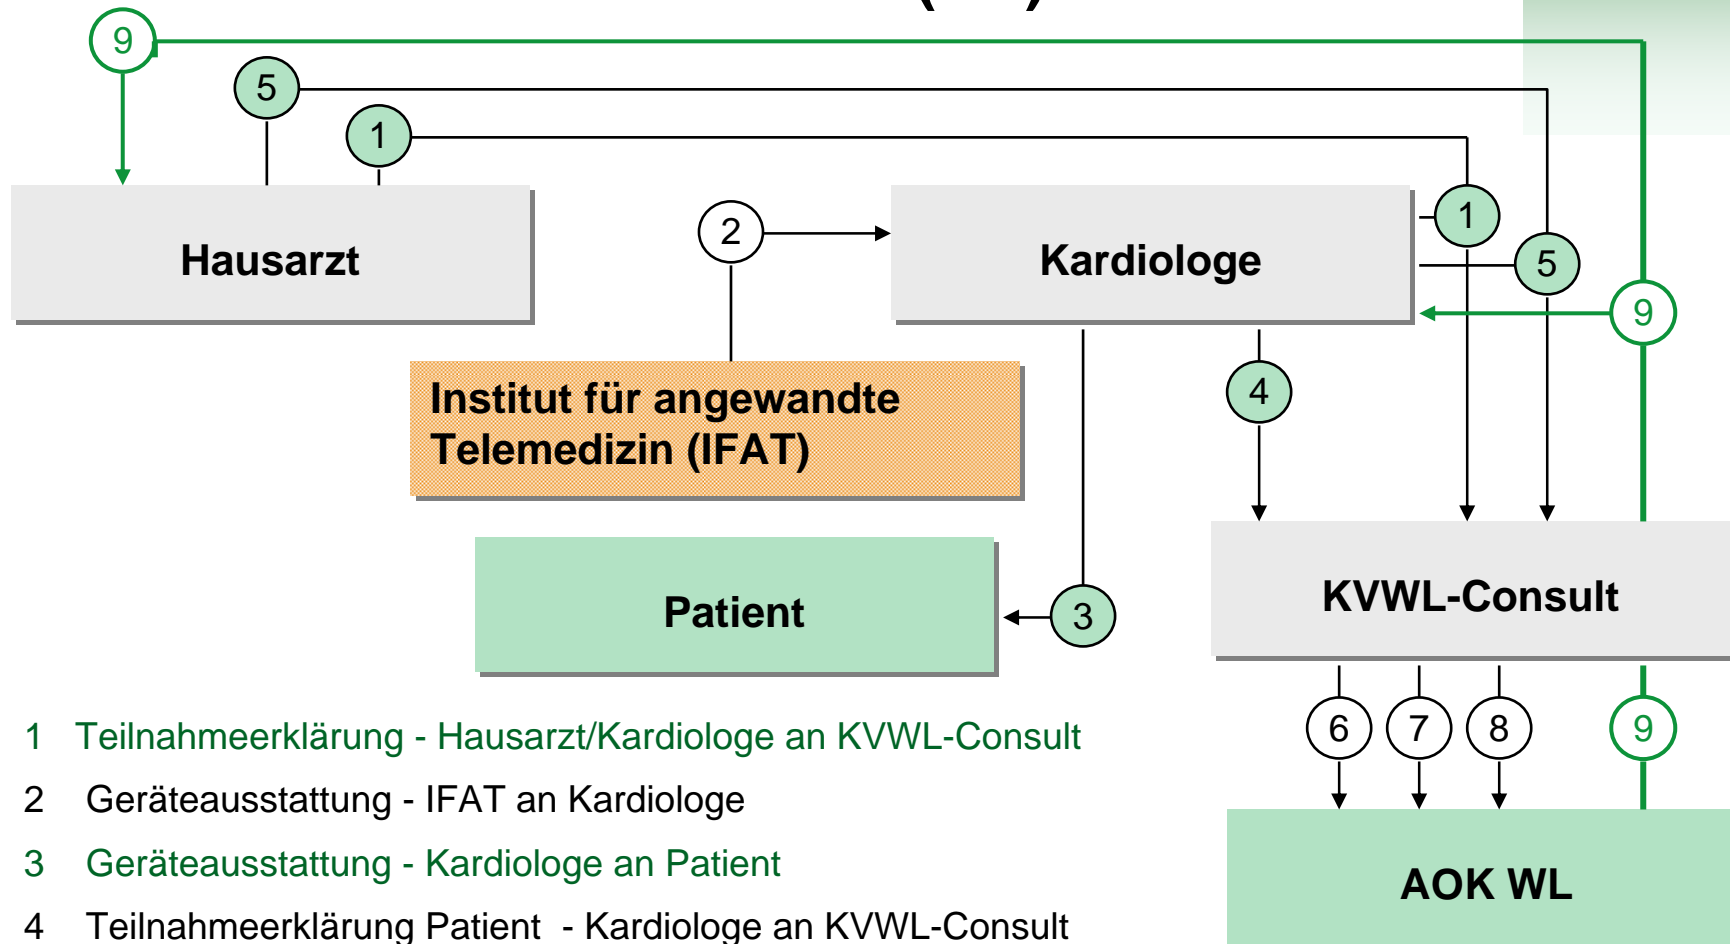 9
5
1
Hausarzt
2
Kardiologe
1
5
9
Institut für angewandte
Telemedizin (IFAT)
4
Patient
3
KVWL-Consult
6 7 8 9
1 Teilnahmeerklärung - Hausarzt/Kardiologe an KVWL-Consult
2 Geräteausstattung - IFAT an Kardiologe
3 Geräteausstattung - Kardiologe an Patient
4 Teilnahmeerklärung Patient - Kardiologe an KVWL-Consult
AOK WL